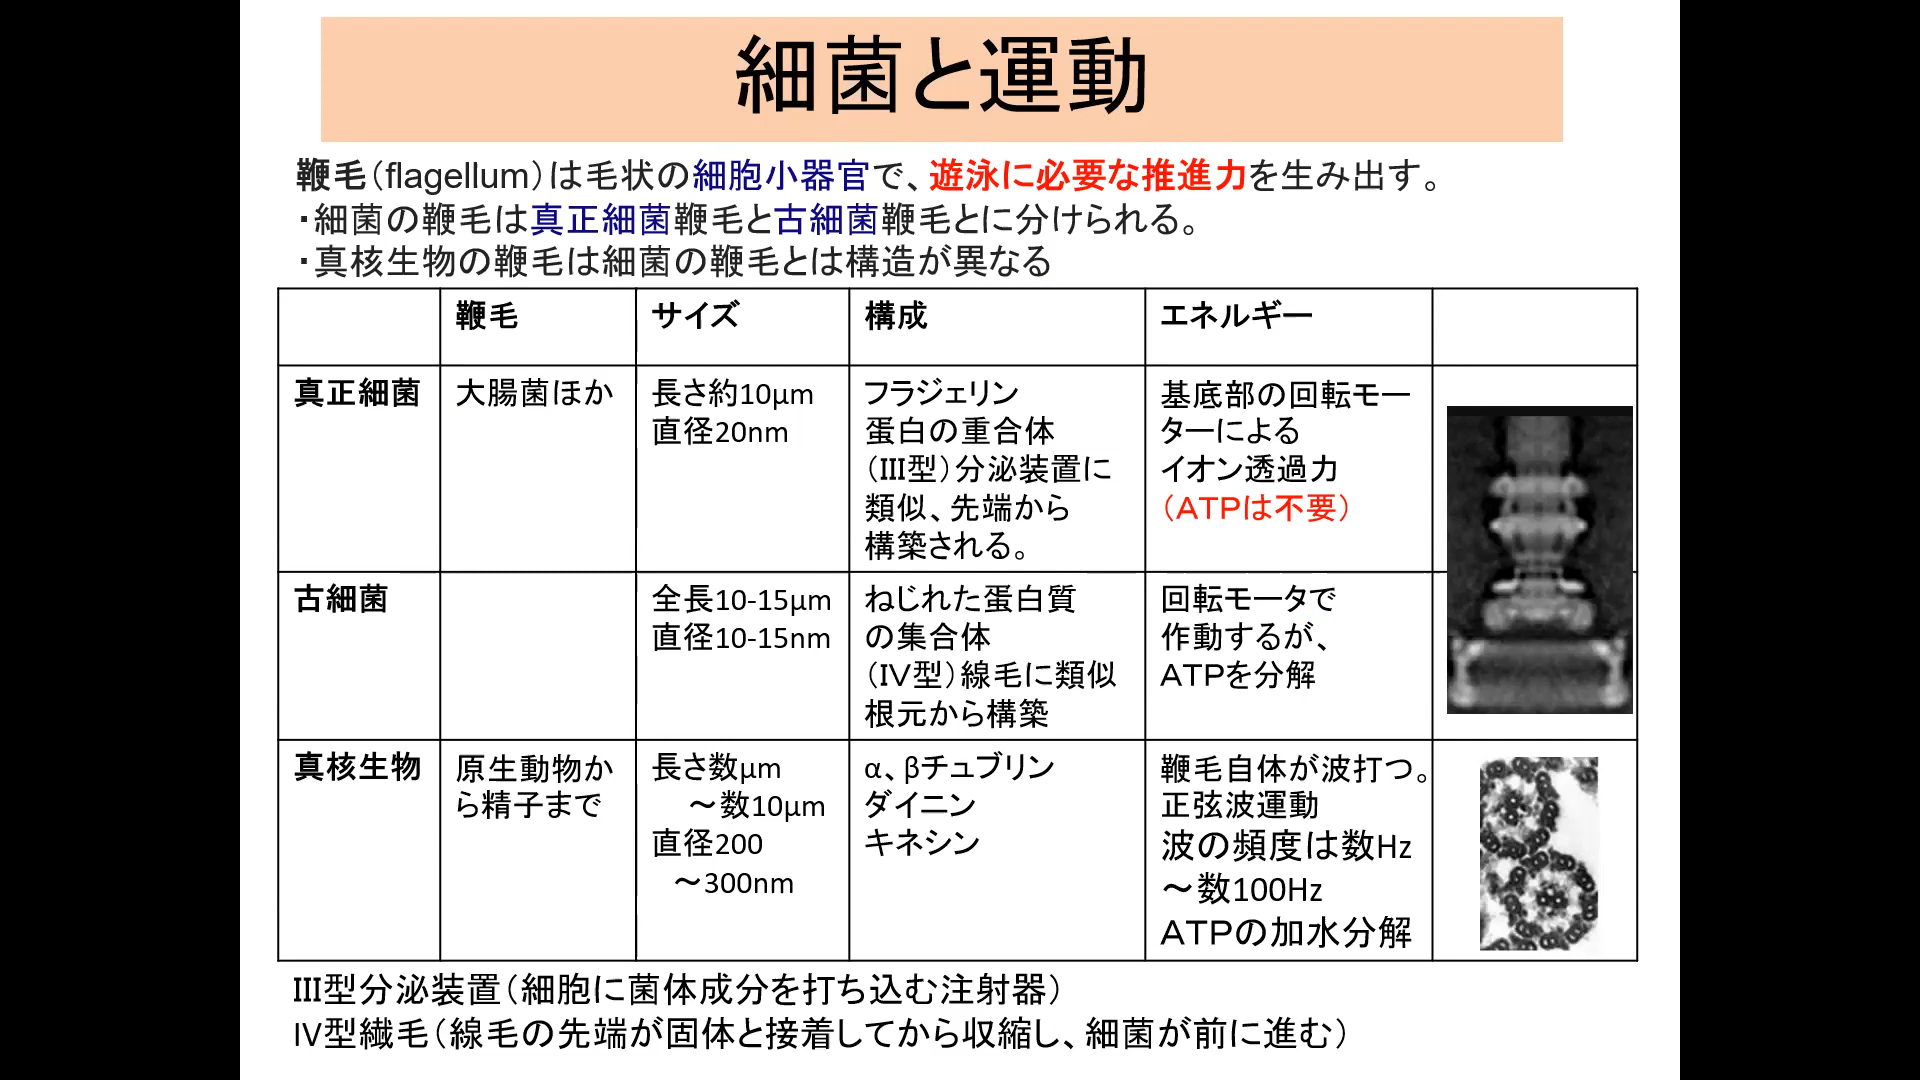 細菌と運動
鞭毛（flagellum）は毛状の細胞小器官で、遊泳に必要な推進力を生み出す。
・細菌の鞭毛は真正細菌鞭毛と古細菌鞭毛とに分けられる。
・真核生物の鞭毛は細菌の鞭毛とは構造が異なる
鞭毛
サイズ
構成
エネルギー
真正細菌
大腸菌ほか
長さ約10μm
直径20nm
フラジェリン
蛋白の重合体
（III型）分泌装置に
類似、先端から
構築される。
基底部の回転モー
ターによる
イオン透過力
（ATPは不要）
古細菌
全長10-15μm
直径10-15nm
ねじれた蛋白質
の集合体
（IV型）線毛に類似
根元から構築
回転モータで
作動するが、
ATPを分解
真核生物
原生動物か
ら精子まで
長さ数μm
～数10μm
直径200
～300nm
α、βチュブリン
ダイニン
キネシン
鞭毛自体が波打つ。
正弦波運動
波の頻度は数Hz
～数100Hz
ATPの加水分解
III型分泌装置（細胞に菌体成分を打ち込む注射器）
IV型繊毛（線毛の先端が固体と接着してから収縮し、細菌が前に進む）